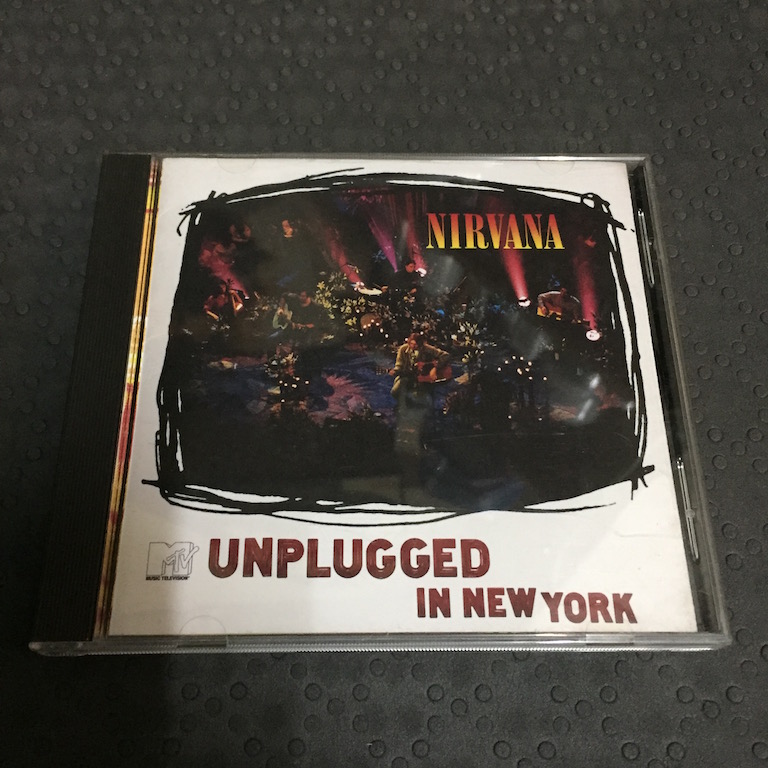 NIRVANA
MTV
MUSIC TELEVISION
UNPLUGGED
IN NEW YORK